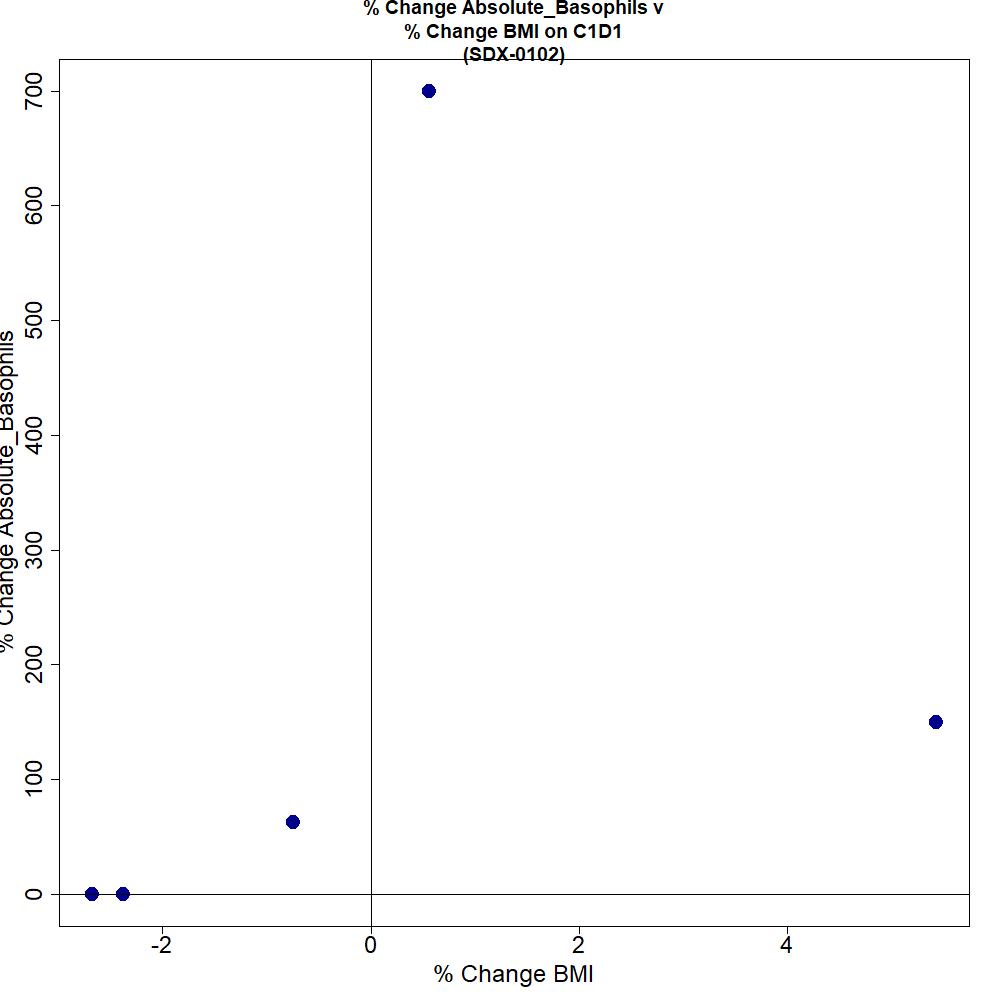 % Change Absolute_Basophils v
% Change BMI on C1D1
(SDX-0102)
% Change Absolute_Basophils
700
600
500
400
300
200
100
0
-2
0
2
4
% Change BMI